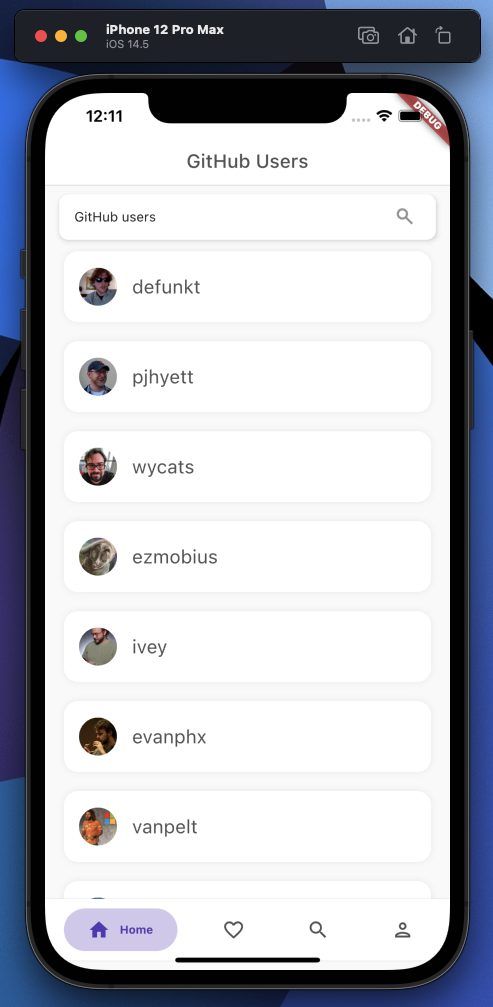 iPhone 12 Pro Max
iOS 14.5
12:11
DEBUG
GitHub Users
GitHub users
defunkt
pjhyett
wycats
ezmobius
ivey
evanphx
vanpelt
Home